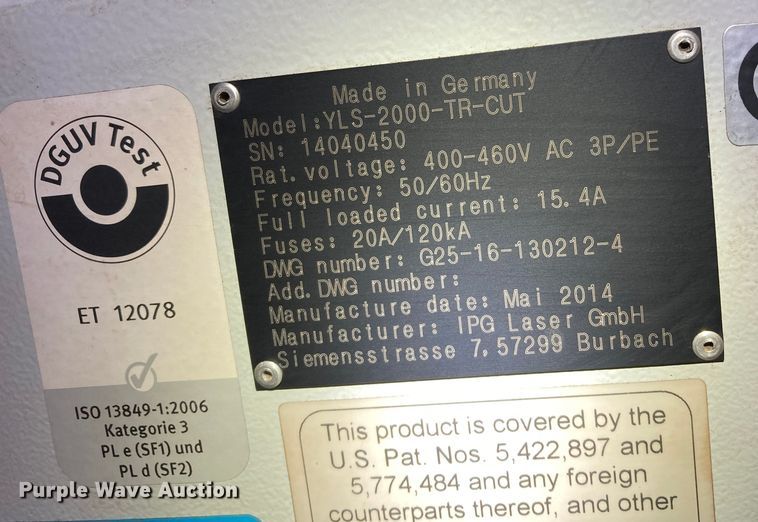 Made in Germany
Model:YLS-2000-TR-CUT
SN: 14040450
Rat. voltage: 400-460V AC 3P/PE
Frequency: 50/60Hz
Full loaded current: 15.4A
Fuses: 20A/120kA
DWG number: G25-16-130212-4
Add.DWG number:
Manufacture date: Mai 2014
Manufacturer: IPG Laser GmbH
Siemensstrasse 7,57299 Burbach
DGUV Test
ET 12078
ISO 13849-1:2006
Kategorie 3
PL e (SF1) und
PL d (SF2)
This product is covered by the
U.S. Pat. Nos. 5,422,897 and
5,774,484 and any foreign
counterparts thereof, and other
Purple Wave Auction